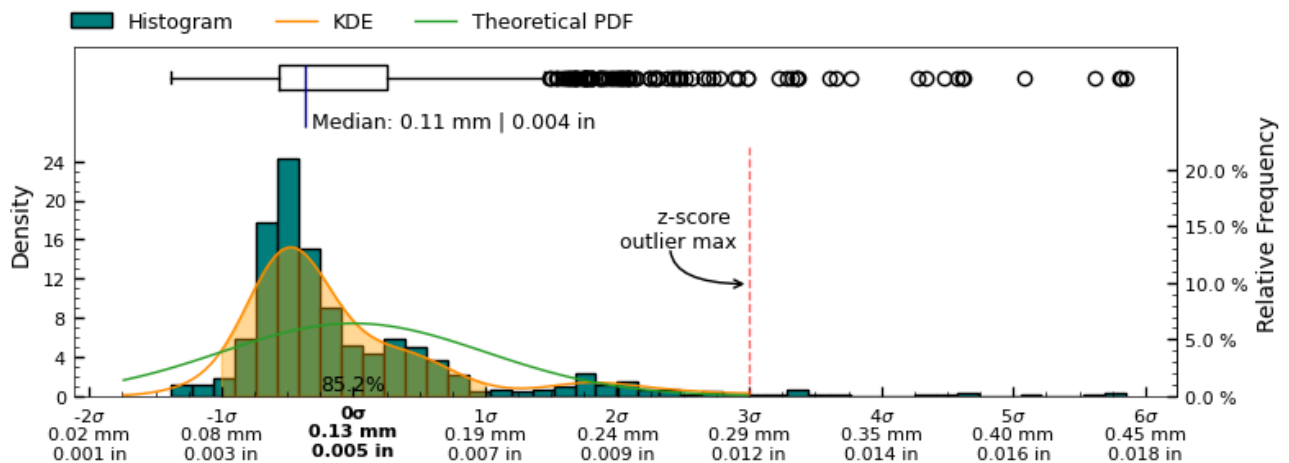 Histogram KDE Theoretical PDF
Median: 0.11 mm | 0.004 in
Density
24
20
16
12
8
4
0
z-score
outlier max
85.2%
Relative Frequency
20.0 %
15.0 %
10.0 %
5.0 %
0.0 %
-2σ -1σ 0σ 1σ 2σ 3σ 4σ 5σ 6σ
0.02 mm 0.08 mm 0.13 mm 0.19 mm 0.24 mm 0.29 mm 0.35 mm 0.40 mm 0.45 mm
0.001 in 0.003 in 0.005 in 0.007 in 0.009 in 0.012 in 0.014 in 0.016 in 0.018 in